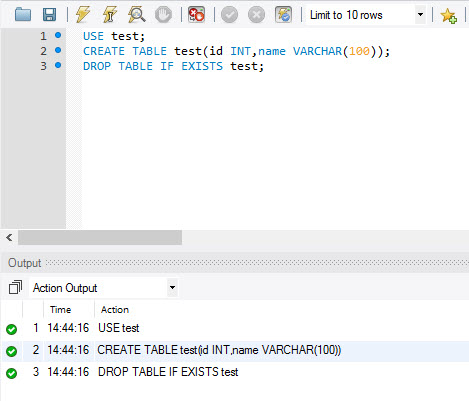 Limit to 10 rows
1 USE test;
2 CREATE TABLE test(id INT,name VARCHAR(100));
3 DROP TABLE IF EXISTS test;
Output
Action Output
Time Action
1 14:44:16 USE test
2 14:44:16 CREATE TABLE test(id INT,name VARCHAR(100))
3 14:44:16 DROP TABLE IF EXISTS test